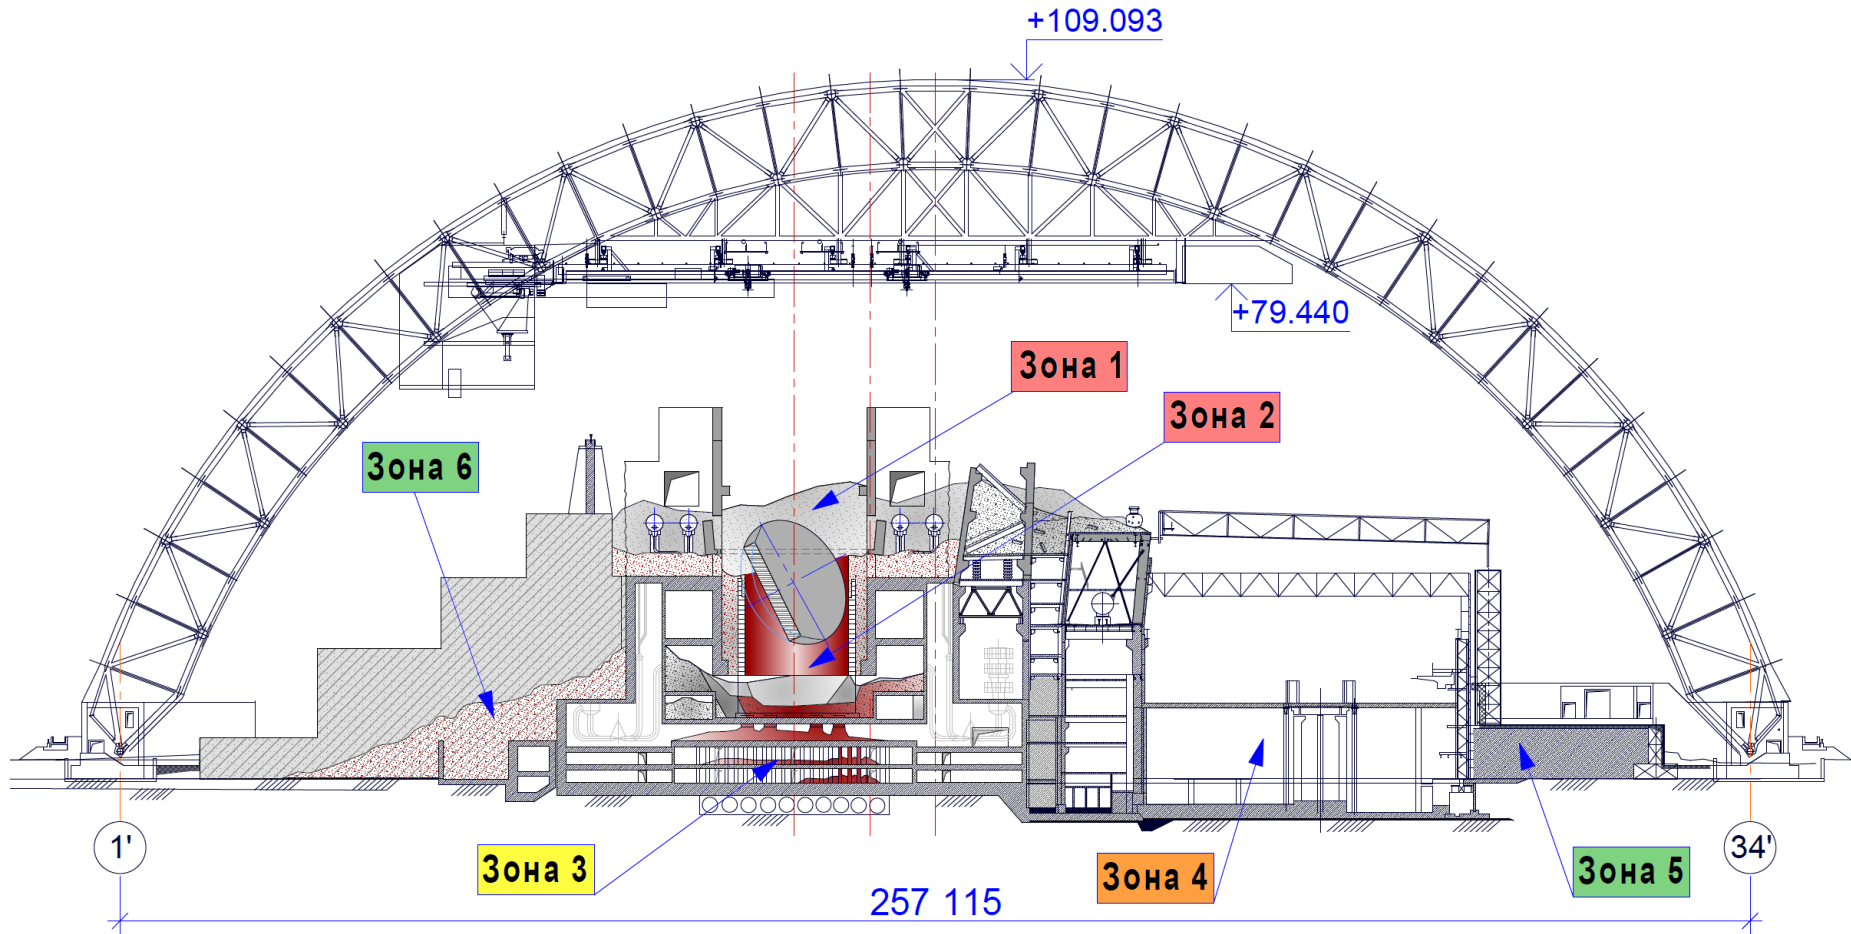 +109.093
+79.440
Зона 1
Зона 2
Зона 6
Зона 3
Зона 4
Зона 5
1'
34'
257 115